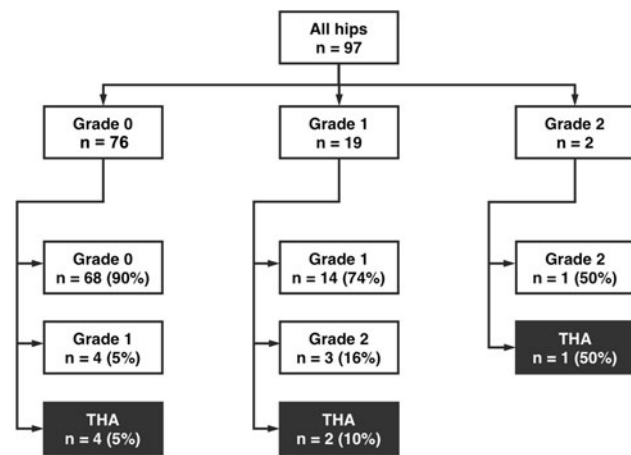 All hips
n = 97
Grade 0
n = 76
Grade 1
n = 19
Grade 2
n = 2
Grade 0
n = 68 (90%)
Grade 1
n = 4 (5%)
THA
n = 4 (5%)
Grade 1
n = 14 (74%)
Grade 2
n = 3 (16%)
THA
n = 2 (10%)
Grade 2
n = 1 (50%)
THA
n = 1 (50%)